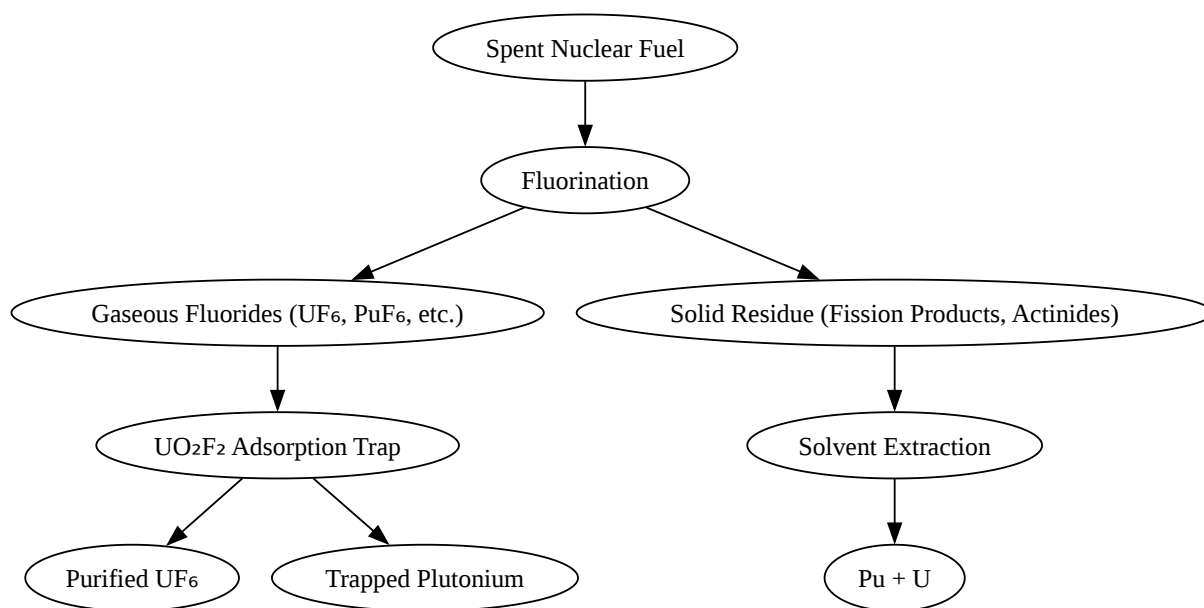 Spent Nuclear Fuel
Fluorination
Gaseous Fluorides (UF₆, PuF₆, etc.)
Solid Residue (Fission Products, Actinides)
UO₂F₂ Adsorption Trap
Solvent Extraction
Purified UF₆
Trapped Plutonium
Pu + U